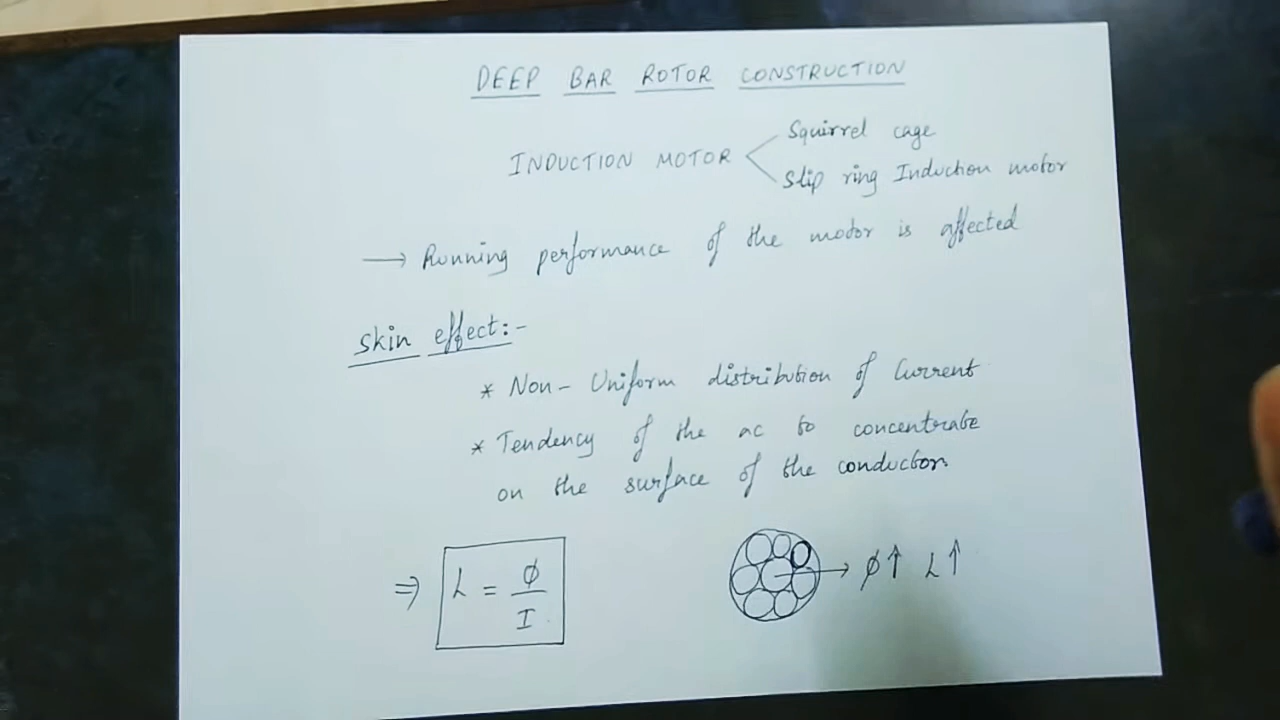 DEEP BAR ROTOR CONSTRUCTION
Squirrel cage
INDUCTION MOTOR
Slip ring Induction motor
→ Running performance of the motor is affected
Skin effect:-
* Non-Uniform distribution of Current
* Tendency of the ac to concentrate
on the surface of the conductor.
⇒ L = φ/I
φ↑ L↑